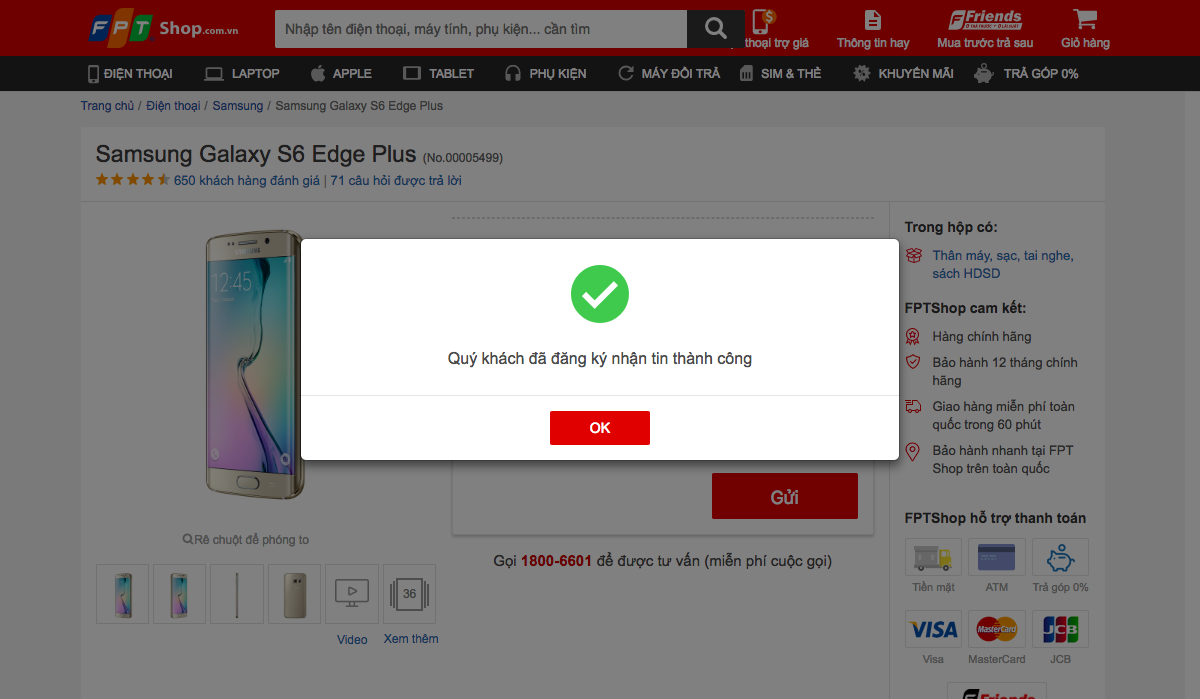 FPT Shop.com.vn
Nhập tên điện thoại, máy tính, phụ kiện... cần tìm
thoại trợ giá
Thông tin hay
Friends
Mua trước trả sau
Giỏ hàng
ĐIỆN THOẠI
LAPTOP
APPLE
TABLET
PHỤ KIỆN
MÁY ĐỔI TRẢ
SIM & THẺ
KHUYẾN MÃI
TRẢ GÓP 0%
Trang chủ / Điện thoại / Samsung / Samsung Galaxy S6 Edge Plus
Samsung Galaxy S6 Edge Plus (No.00005499)
650 khách hàng đánh giá | 71 câu hỏi được trả lời
SAMSUNG
12:45
Quý khách đã đăng ký nhận tin thành công
OK
Gửi
Gọi 1800-6601 để được tư vấn (miễn phí cuộc gọi)
Rê chuột để phóng to
36
Video
Xem thêm
Trong hộp có:
Thân máy, sạc, tai nghe,
sách HDSD
FPTShop cam kết:
Hàng chính hãng
Bảo hành 12 tháng chính
hãng
Giao hàng miễn phí toàn
quốc trong 60 phút
Bảo hành nhanh tại FPT
Shop trên toàn quốc
FPTShop hỗ trợ thanh toán
Tiền mặt
ATM
Trả góp 0%
VISA
MasterCard
JCB
Visa
MasterCard
JCB
Friends